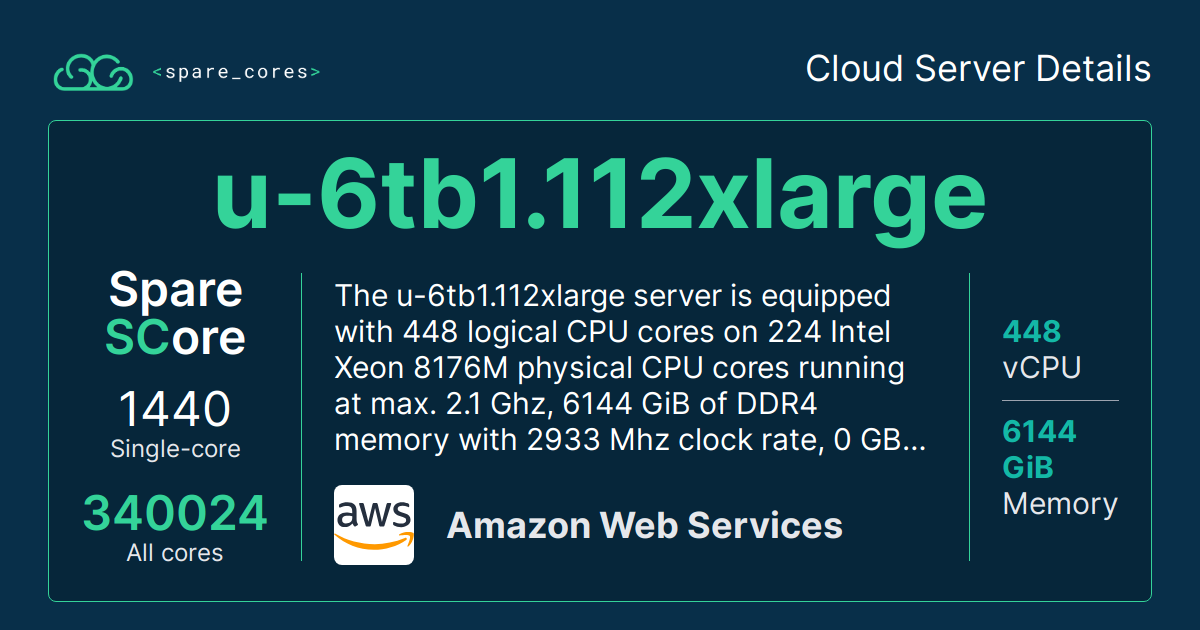 <spare_cores>
Cloud Server Details
u-6tb1.112xlarge
Spare
SCore
1440
Single-core
340024
All cores
The u-6tb1.112xlarge server is equipped
with 448 logical CPU cores on 224 Intel
Xeon 8176M physical CPU cores running
at max. 2.1 Ghz, 6144 GiB of DDR4
memory with 2933 Mhz clock rate, 0 GB...
aws
Amazon Web Services
448
vCPU
6144
GiB
Memory